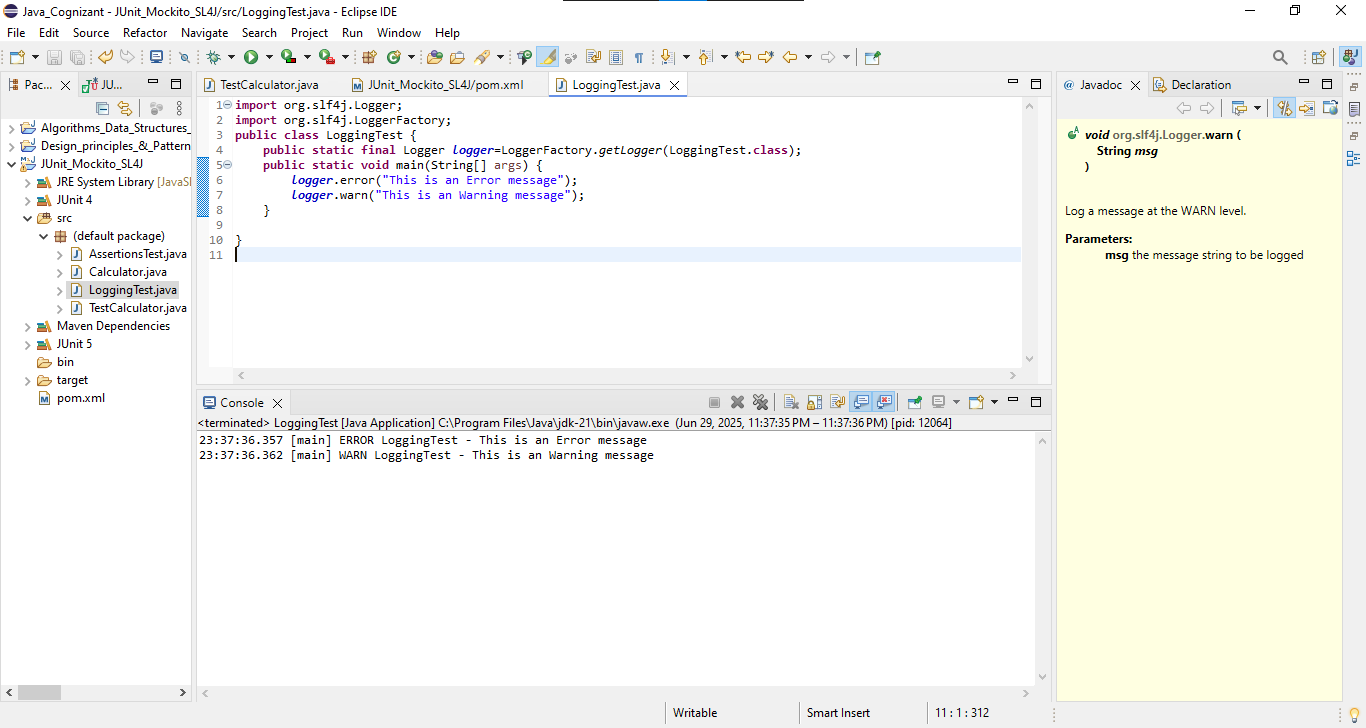 Java_Cognizant - JUnit_Mockito_SL4J/src/LoggingTest.java - Eclipse IDE
File Edit Source Refactor Navigate Search Project Run Window Help
Pac... JU...
Algorithms_Data_Structures_
Design_principles_&_Pattern
JUnit_Mockito_SL4J
JRE System Library [JavaSE
JUnit 4
src
(default package)
AssertionsTest.java
Calculator.java
LoggingTest.java
TestCalculator.java
Maven Dependencies
JUnit 5
bin
target
pom.xml
TestCalculator.java JUnit_Mockito_SL4J/pom.xml LoggingTest.java
1 import org.slf4j.Logger;
2 import org.slf4j.LoggerFactory;
3 public class LoggingTest {
4 public static final Logger logger=LoggerFactory.getLogger(LoggingTest.class);
5 public static void main(String[] args) {
6 logger.error("This is an Error message");
7 logger.warn("This is an Warning message");
8 }
9
10 }
11
Console
<terminated> LoggingTest [Java Application] C:\Program Files\Java\jdk-21\bin\javaw.exe (Jun 29, 2025, 11:37:35 PM – 11:37:36 PM) [pid: 12064]
23:37:36.357 [main] ERROR LoggingTest - This is an Error message
23:37:36.362 [main] WARN LoggingTest - This is an Warning message
@ Javadoc Declaration
void org.slf4j.Logger.warn (
String msg
)
Log a message at the WARN level.
Parameters:
msg the message string to be logged
Writable Smart Insert 11 : 1 : 312